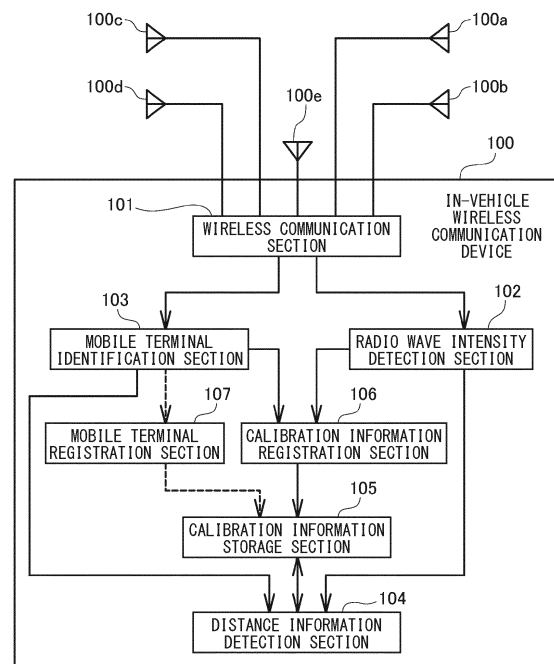 100c
100a
100d
100b
100e
100
101
IN-VEHICLE
WIRELESS
COMMUNICATION
DEVICE
WIRELESS COMMUNICATION
SECTION
103
102
MOBILE TERMINAL
IDENTIFICATION SECTION
RADIO WAVE INTENSITY
DETECTION SECTION
107
106
MOBILE TERMINAL
REGISTRATION SECTION
CALIBRATION INFORMATION
REGISTRATION SECTION
105
CALIBRATION INFORMATION
STORAGE SECTION
104
DISTANCE INFORMATION
DETECTION SECTION